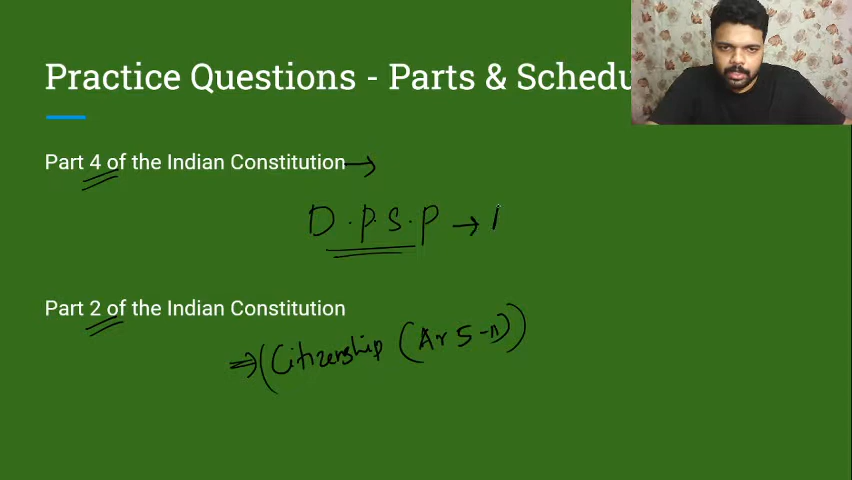 Practice Questions - Parts & Schedu
Part 4 of the Indian Constitution →
D.P.S.P →
Part 2 of the Indian Constitution
⇒ (Citizenship (Ar 5-11))